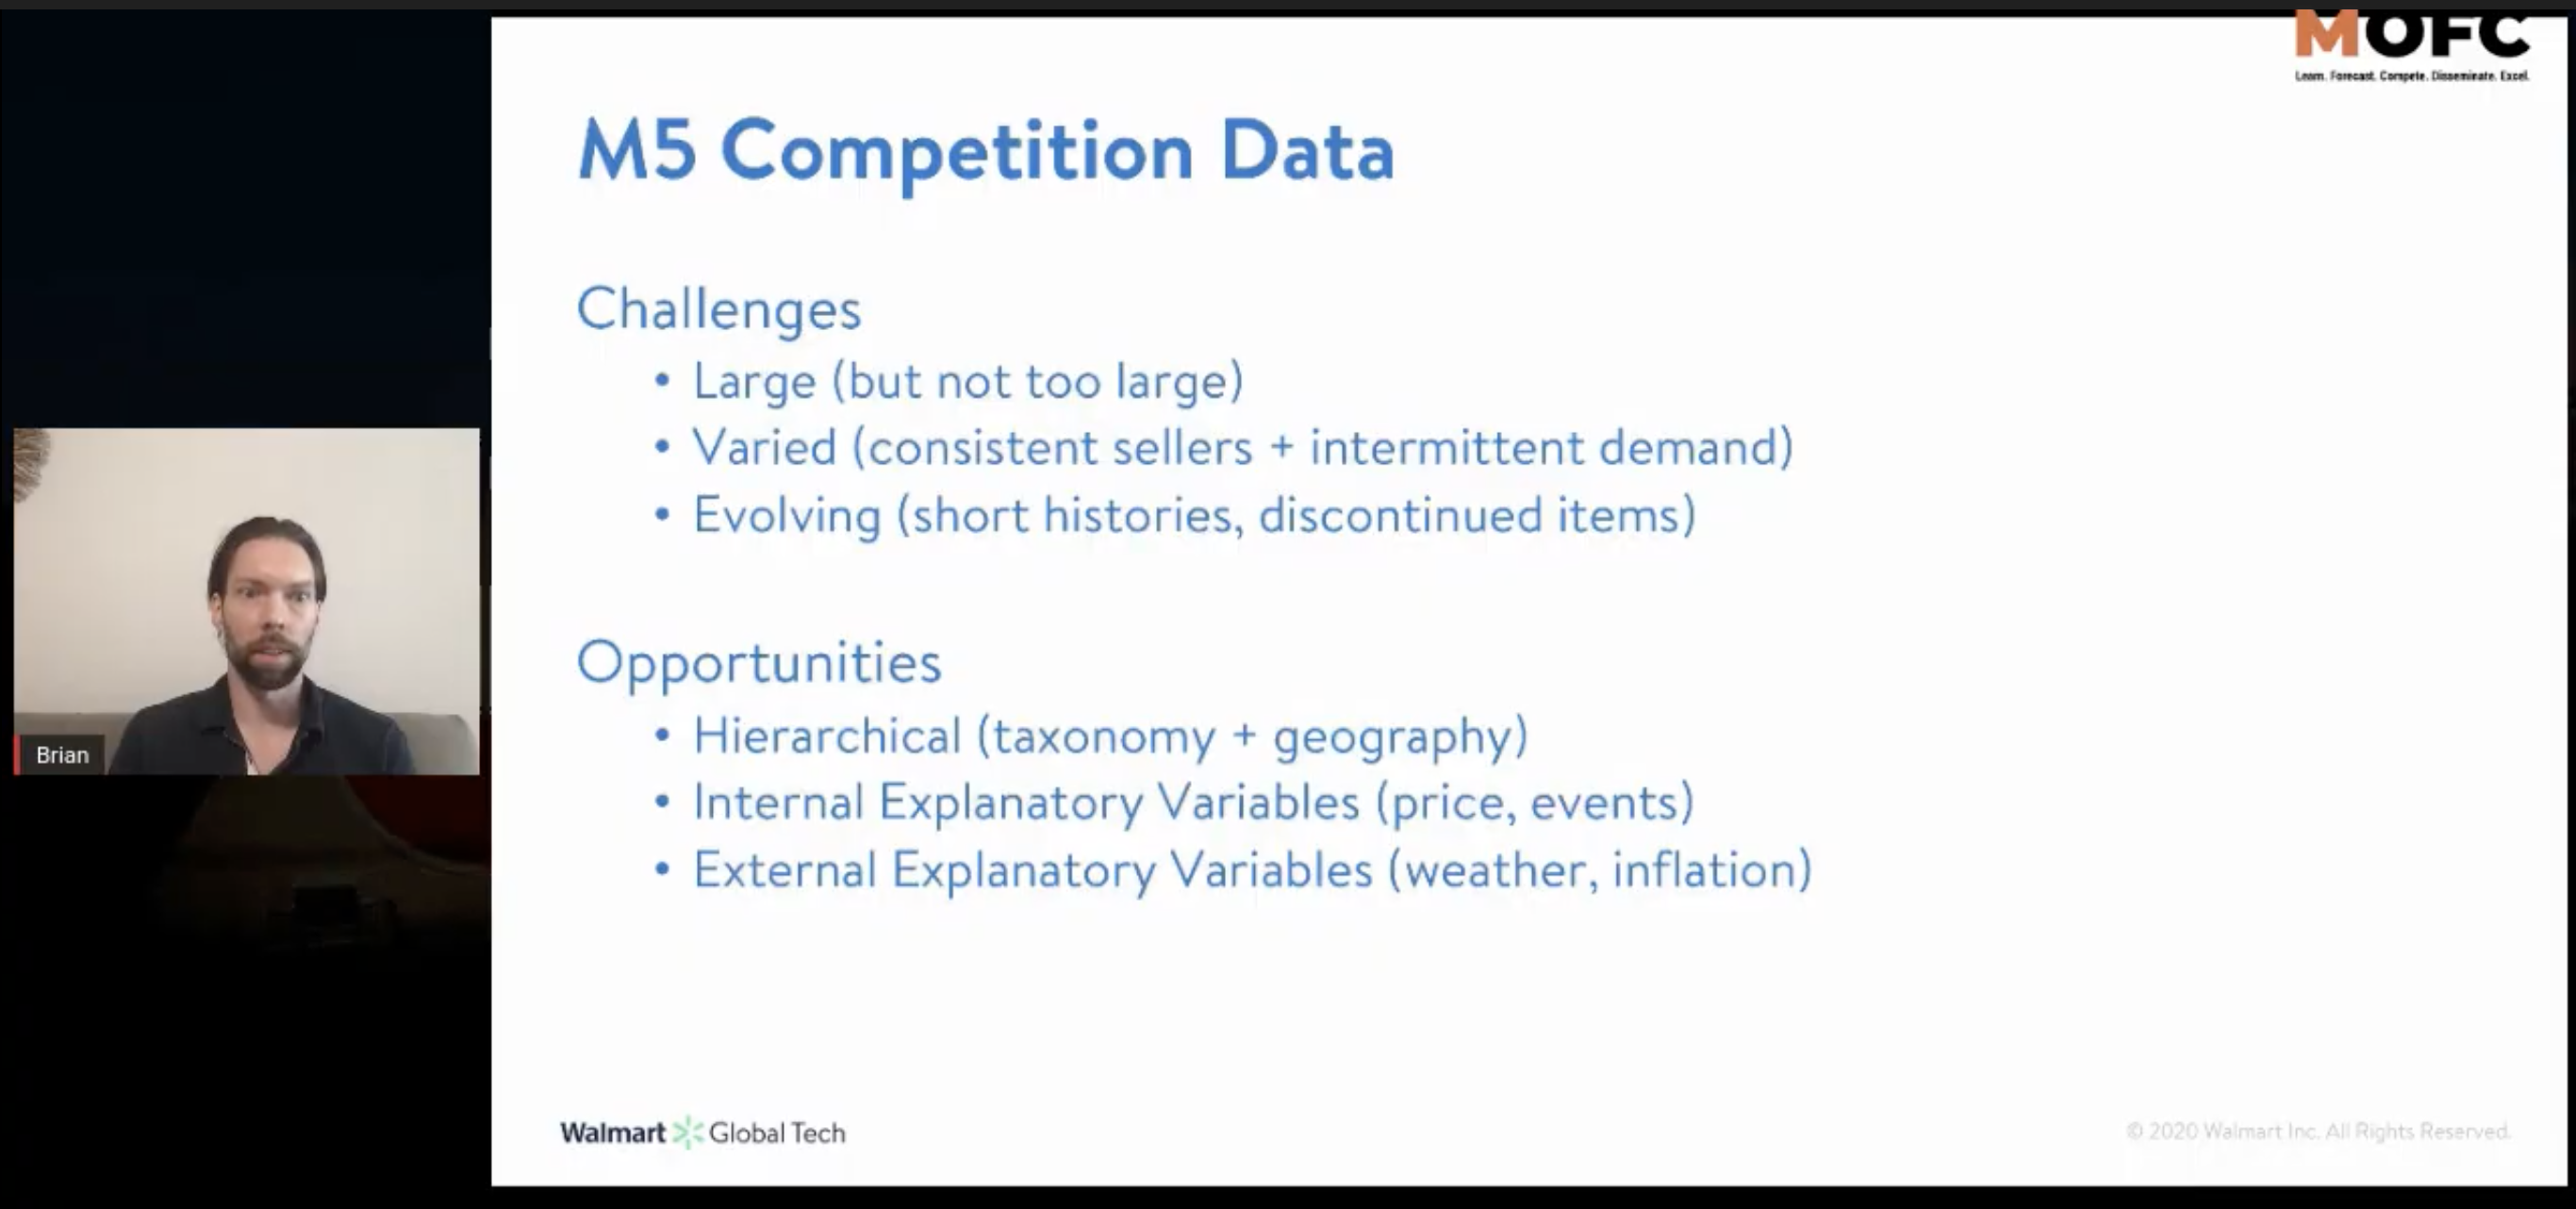 MOFC
Learn. Forecast. Compete. Disseminate. Excel.
M5 Competition Data
Challenges
• Large (but not too large)
• Varied (consistent sellers + intermittent demand)
• Evolving (short histories, discontinued items)
Opportunities
• Hierarchical (taxonomy + geography)
• Internal Explanatory Variables (price, events)
• External Explanatory Variables (weather, inflation)
Brian
Walmart Global Tech
© 2020 Walmart Inc. All Rights Reserved.